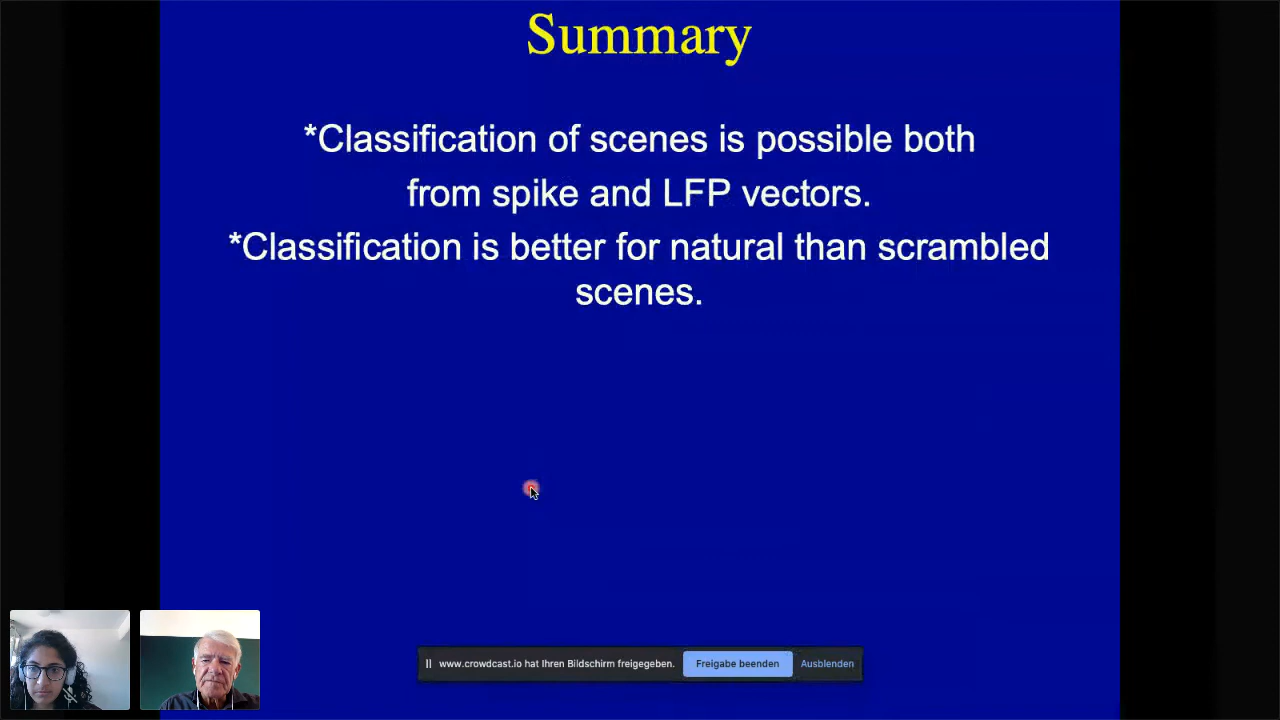 Summary
*Classification of scenes is possible both
from spike and LFP vectors.
*Classification is better for natural than scrambled
scenes.
www.crowdcast.io hat Ihren Bildschirm freigegeben. Freigabe beenden Ausblenden